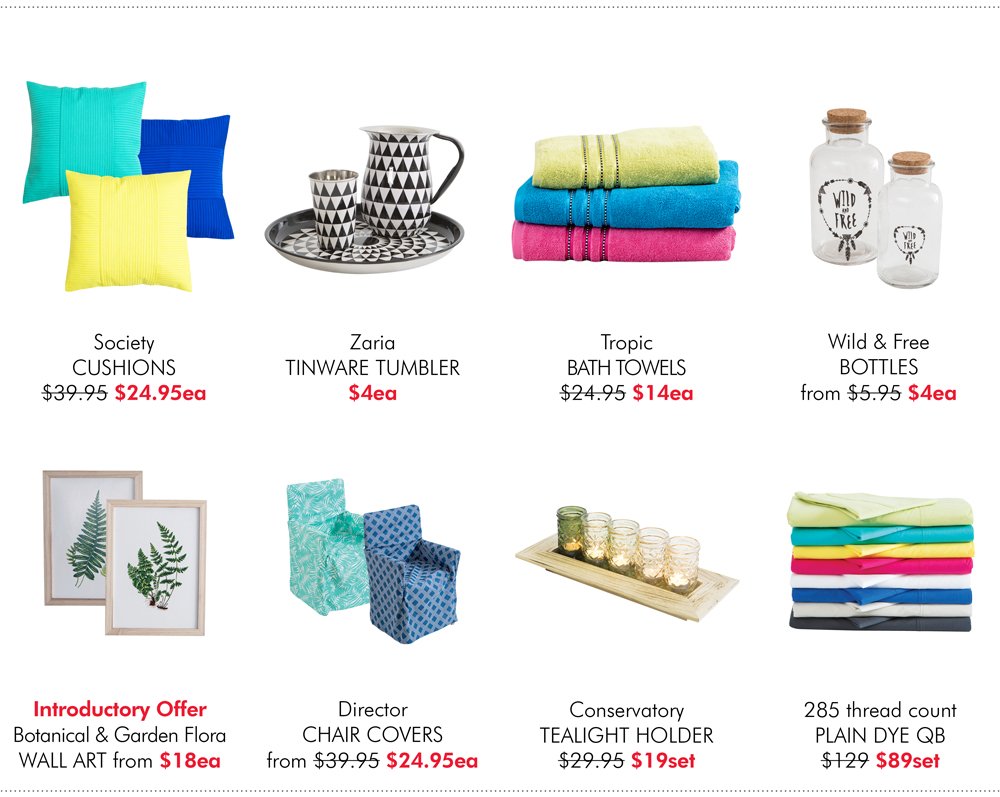 WILD
AND
FREE
WILD
AND
FREE
Society
CUSHIONS
$39.95 $24.95ea
Zaria
TINWARE TUMBLER
$4ea
Tropic
BATH TOWELS
$24.95 $14ea
Wild & Free
BOTTLES
from $5.95 $4ea
Introductory Offer
Botanical & Garden Flora
WALL ART from $18ea
Director
CHAIR COVERS
from $39.95 $24.95ea
Conservatory
TEALIGHT HOLDER
$29.95 $19set
285 thread count
PLAIN DYE QB
$129 $89set